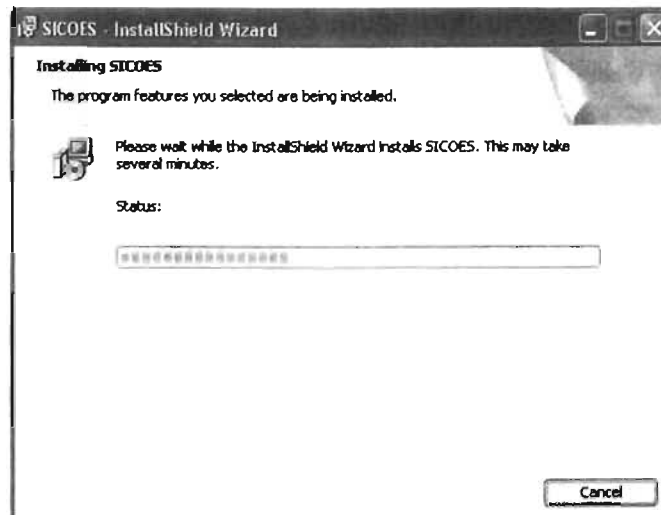 SICOES - InstallShield Wizard
Installing SICOES
The program features you selected are being installed.
Please wait while the InstallShield Wizard installs SICOES. This may take
several minutes.
Status:
Cancel